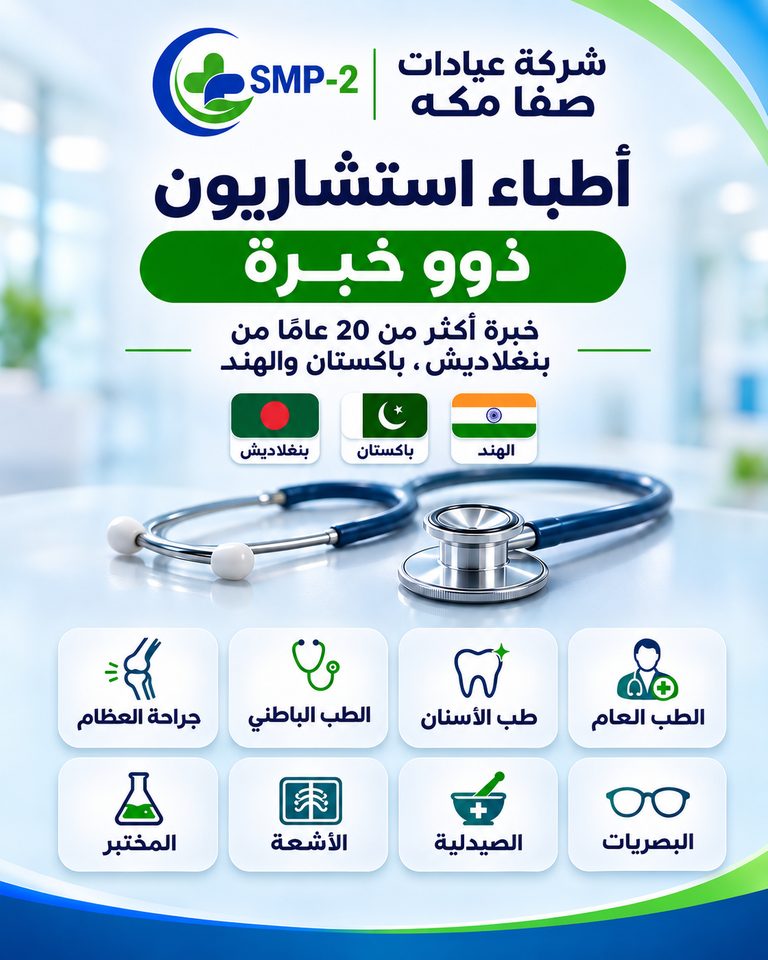 شركة عيادات
صفا مكه
SMP-2
أطباء استشاريون
ذوو خبرة
خبرة أكثر من 20 عامًا من
بنغلاديش، باكستان والهند
الهند
باكستان
بنغلاديش
الطب العام
طب الأسنان
الطب الباطني
جراحة العظام
البصريات
الصيدلية
الأشعة
المختبر